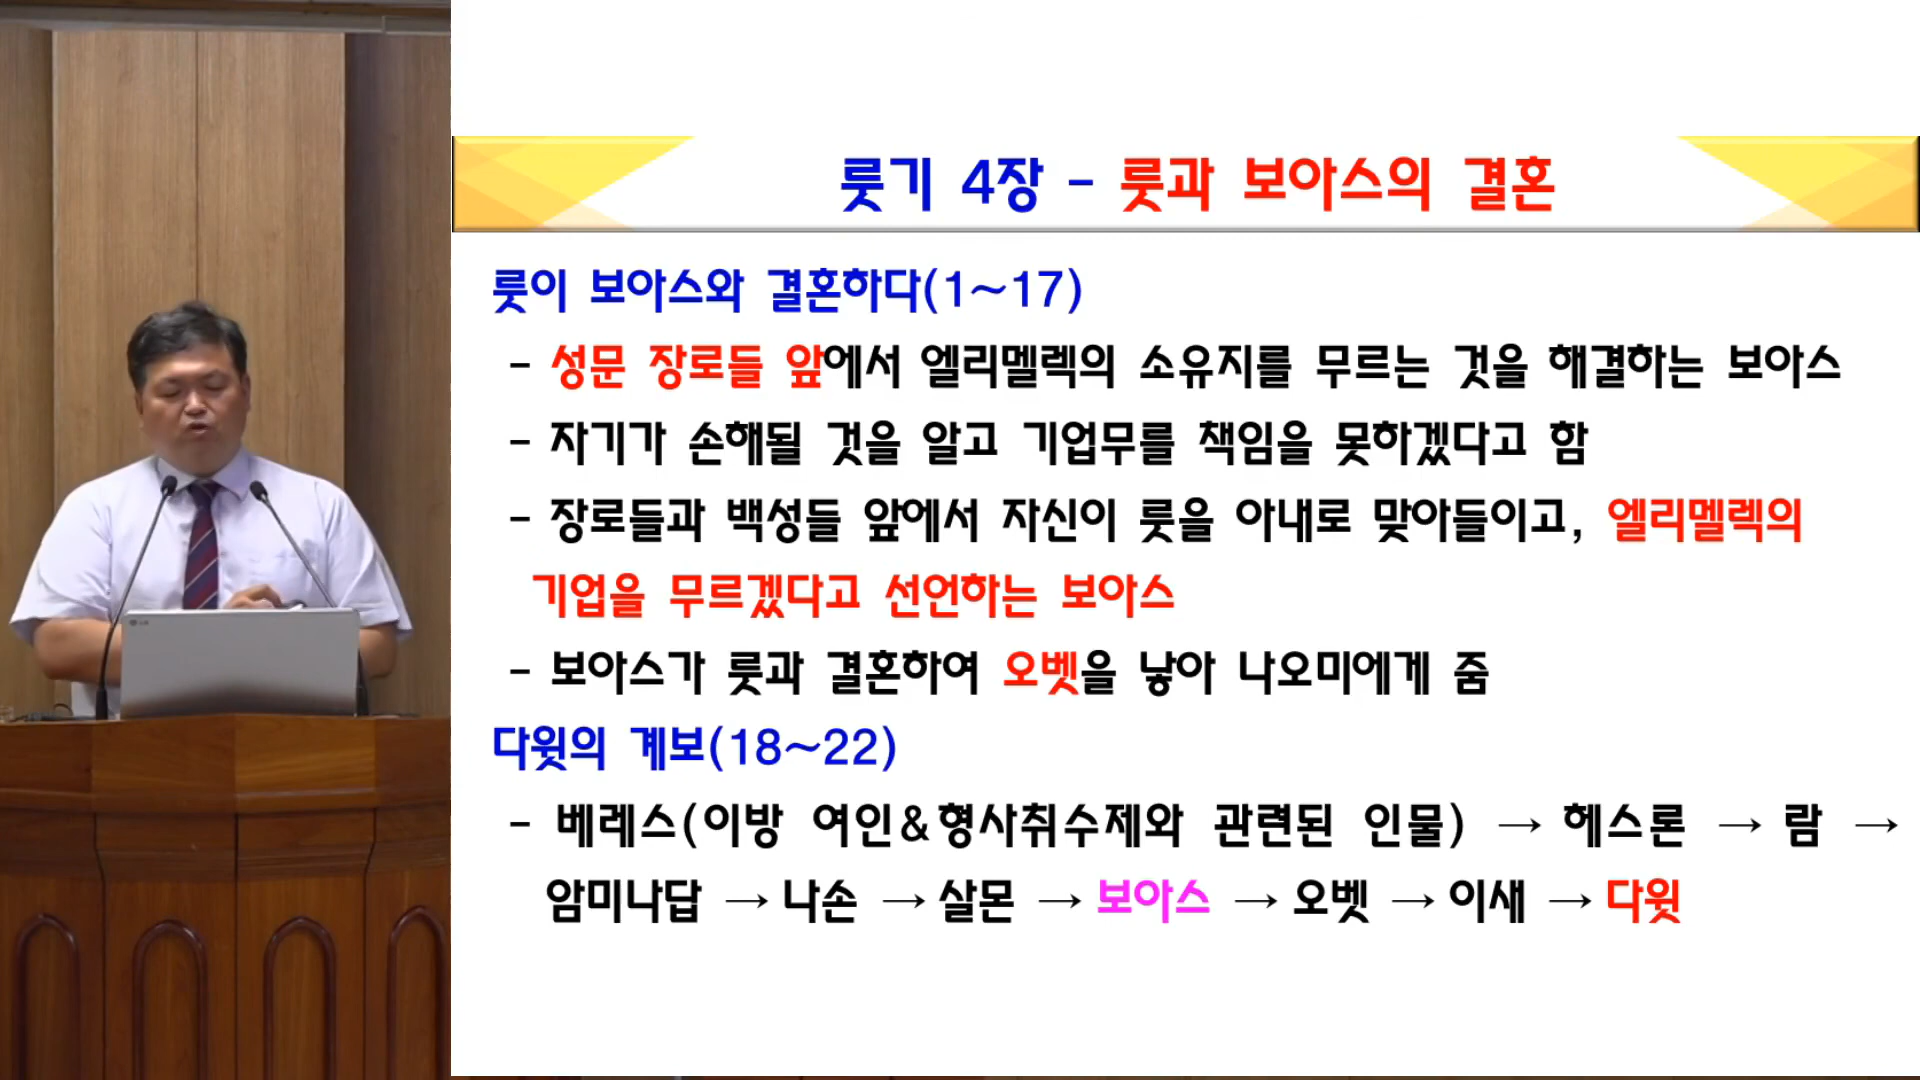 룻기 4장 - 룻과 보아스의 결혼
룻이 보아스와 결혼하다(1~17)
- 성문 장로들 앞에서 엘리멜렉의 소유지를 무르는 것을 해결하는 보아스
- 자기가 손해될 것을 알고 기업무를 책임을 못하겠다고 함
- 장로들과 백성들 앞에서 자신이 룻을 아내로 맞아들이고, 엘리멜렉의
기업을 무르겠다고 선언하는 보아스
- 보아스가 룻과 결혼하여 오벳을 낳아 나오미에게 줌
다윗의 계보(18~22)
- 베레스(이방 여인&형사취수제와 관련된 인물) → 헤스론 → 람 →
암미나답 → 나손 → 살몬 → 보아스 → 오벳 → 이새 → 다윗